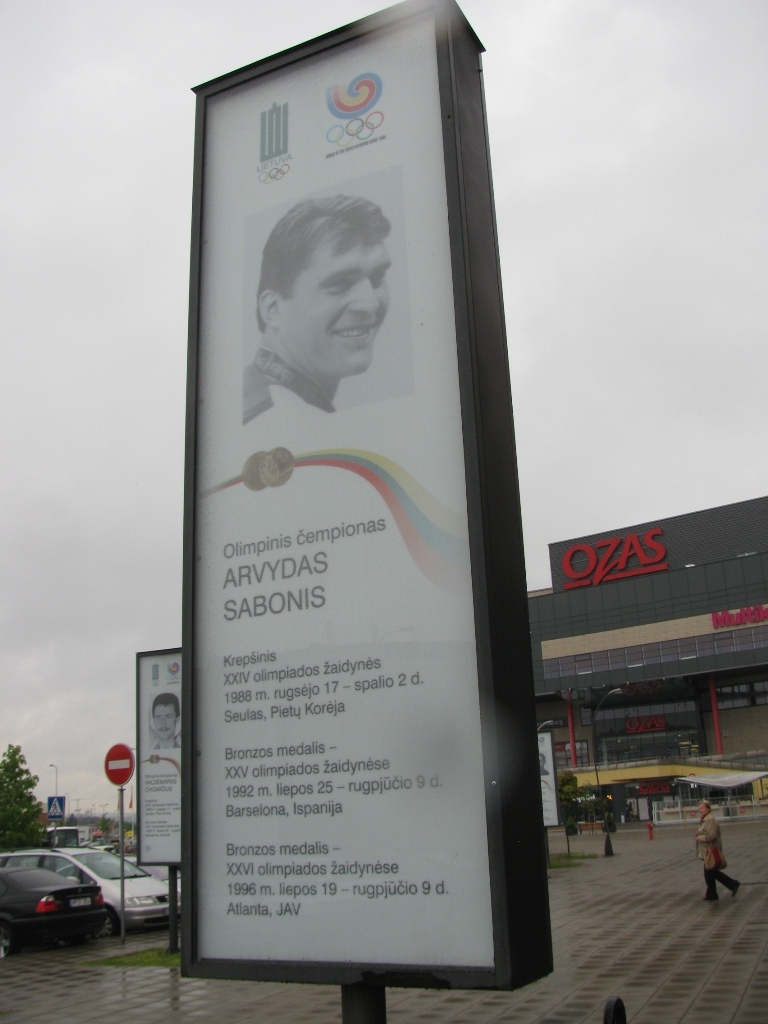 LIETUVA
Olimpinis čempionas
ARVYDAS
SABONIS
Krepšinis
XXIV olimpiados žaidynės
1988 m. rugsėjo 17 – spalio 2 d.
Seulas, Pietų Korėja
Bronzos medalis –
XXV olimpiados žaidynėse
1992 m. liepos 25 – rugpjūčio 9 d.
Barselona, Ispanija
Bronzos medalis –
XXVI olimpiados žaidynėse
1996 m. liepos 19 – rugpjūčio 9 d.
Atlanta, JAV
OZAS
OZAS